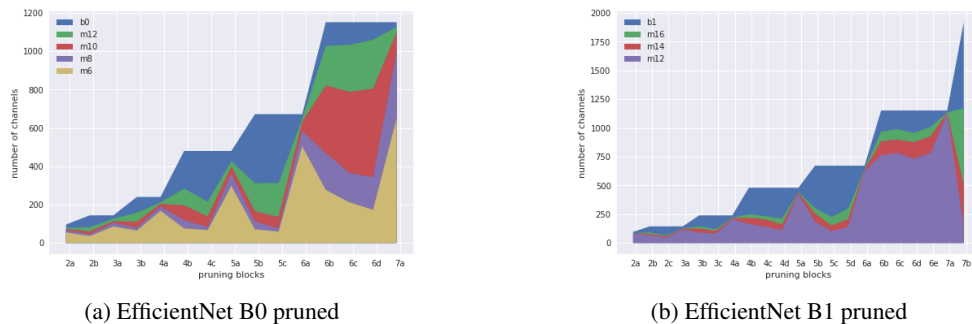 1200
1000
800
600
400
200
0
number of channels
b0
m12
m10
m8
m6
2a 2b 3a 3b 4a 4b 4c 5a 5b 5c 6a 6b 6c 6d 7a
pruning blocks
(a) EfficientNet B0 pruned
2000
1750
1500
1250
1000
750
500
250
0
number of channels
b1
m16
m14
m12
2a 2b 2c 3a 3b 3c 4a 4b 4c 4d 5a 5b 5c 5d 6a 6b 6c 6d 6e 7a 7b
pruning blocks
(b) EfficientNet B1 pruned